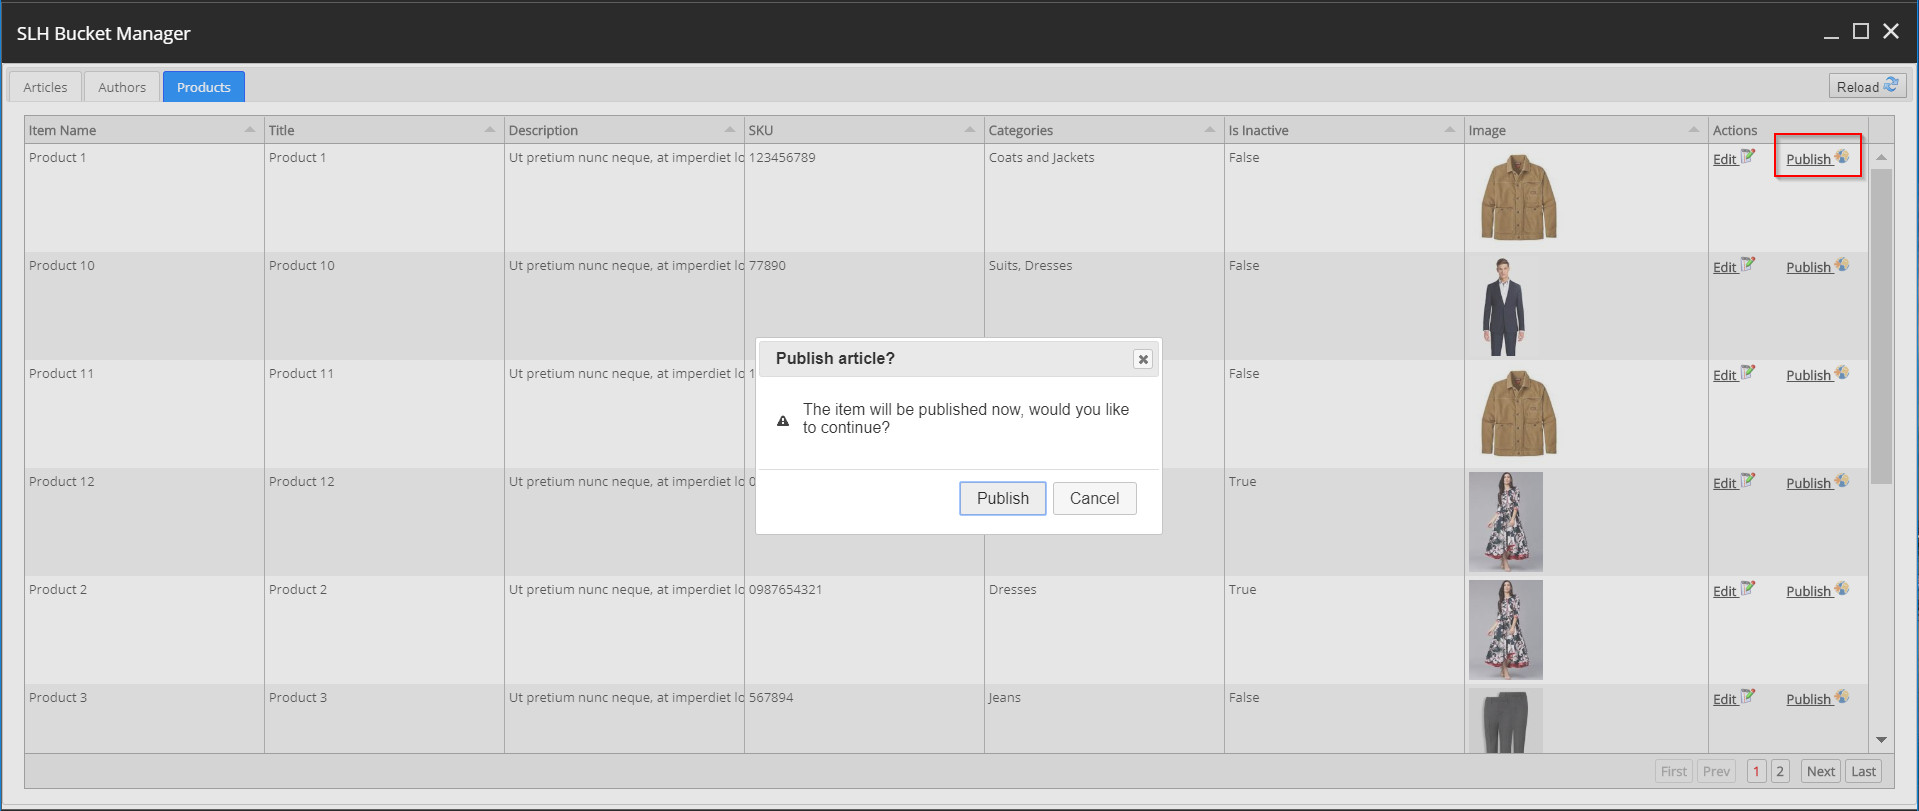 SLH Bucket Manager
Articles Authors Products Reload
Item Name Title Description SKU Categories Is Inactive Image Actions
Product 1 Product 1 Ut pretium nunc neque, at imperdiet lo 123456789 Coats and Jackets False Edit Publish
Product 10 Product 10 Ut pretium nunc neque, at imperdiet lo 77890 Suits, Dresses False Edit Publish
Product 11 Product 11 Ut pretium nunc neque, at imperdiet lo 1 False Edit Publish
Product 12 Product 12 Ut pretium nunc neque, at imperdiet lo 0 True Edit Publish
Product 2 Product 2 Ut pretium nunc neque, at imperdiet lo 0987654321 Dresses True Edit Publish
Product 3 Product 3 Ut pretium nunc neque, at imperdiet lo 567894 Jeans False Edit Publish
Publish article?
The item will be published now, would you like
to continue?
Publish Cancel
First Prev 1 2 Next Last